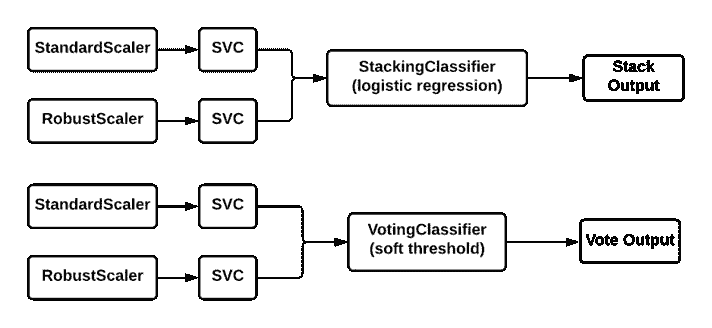 StandardScaler
SVC
RobustScaler
SVC
StackingClassifier
(logistic regression)
Stack
Output
StandardScaler
SVC
RobustScaler
SVC
VotingClassifier
(soft threshold)
Vote Output